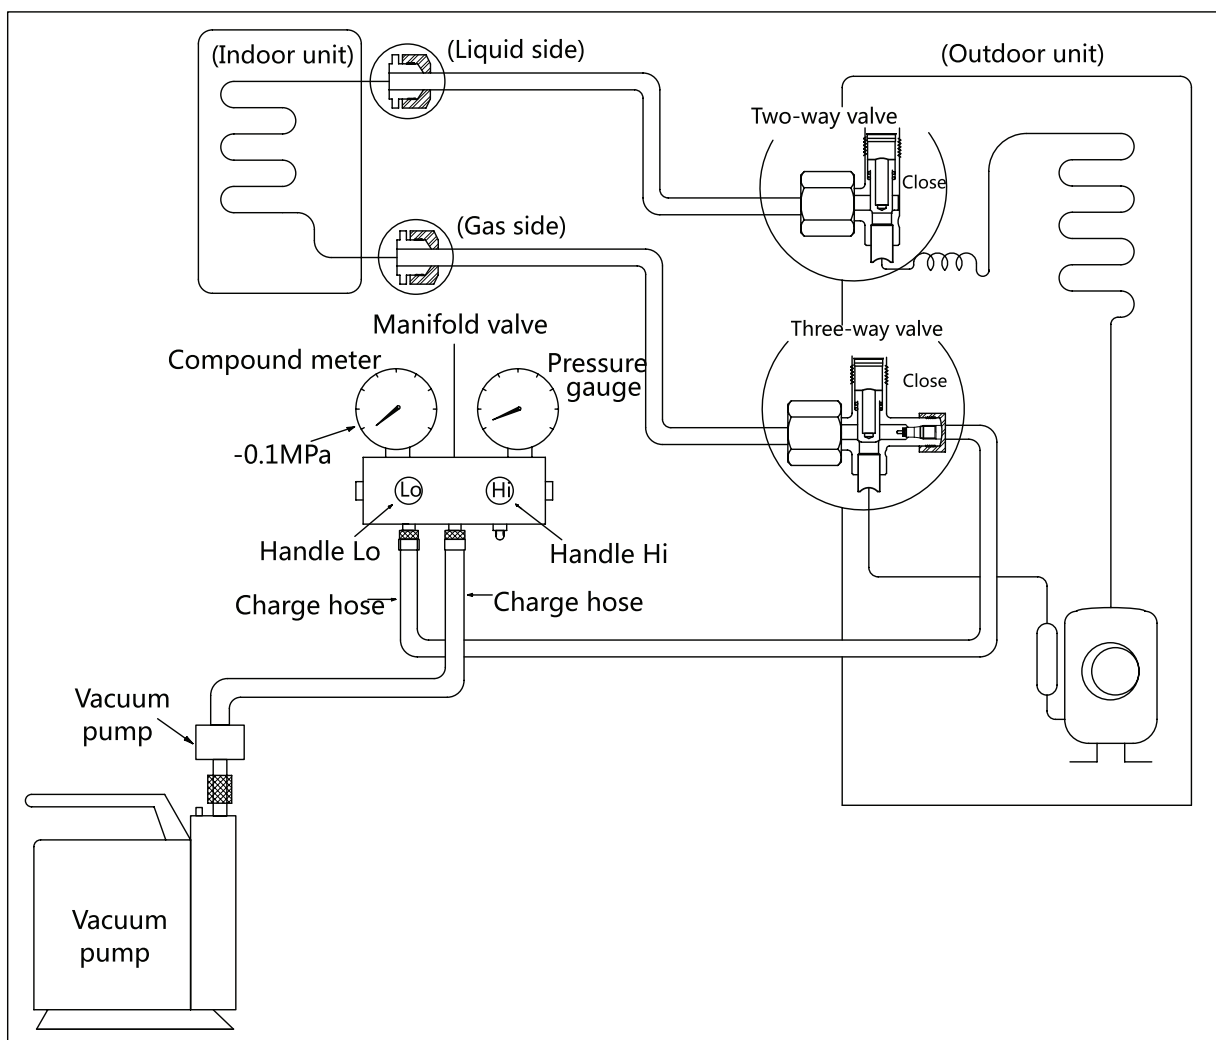 (Indoor unit)
(Liquid side)
(Outdoor unit)
Two-way valve
Close
(Gas side)
Manifold valve
Three-way valve
Compound meter
Pressure
gauge
Close
-0.1MPa
Lo
Hi
Handle Lo
Handle Hi
Charge hose
Charge hose
Vacuum
pump
Vacuum
pump